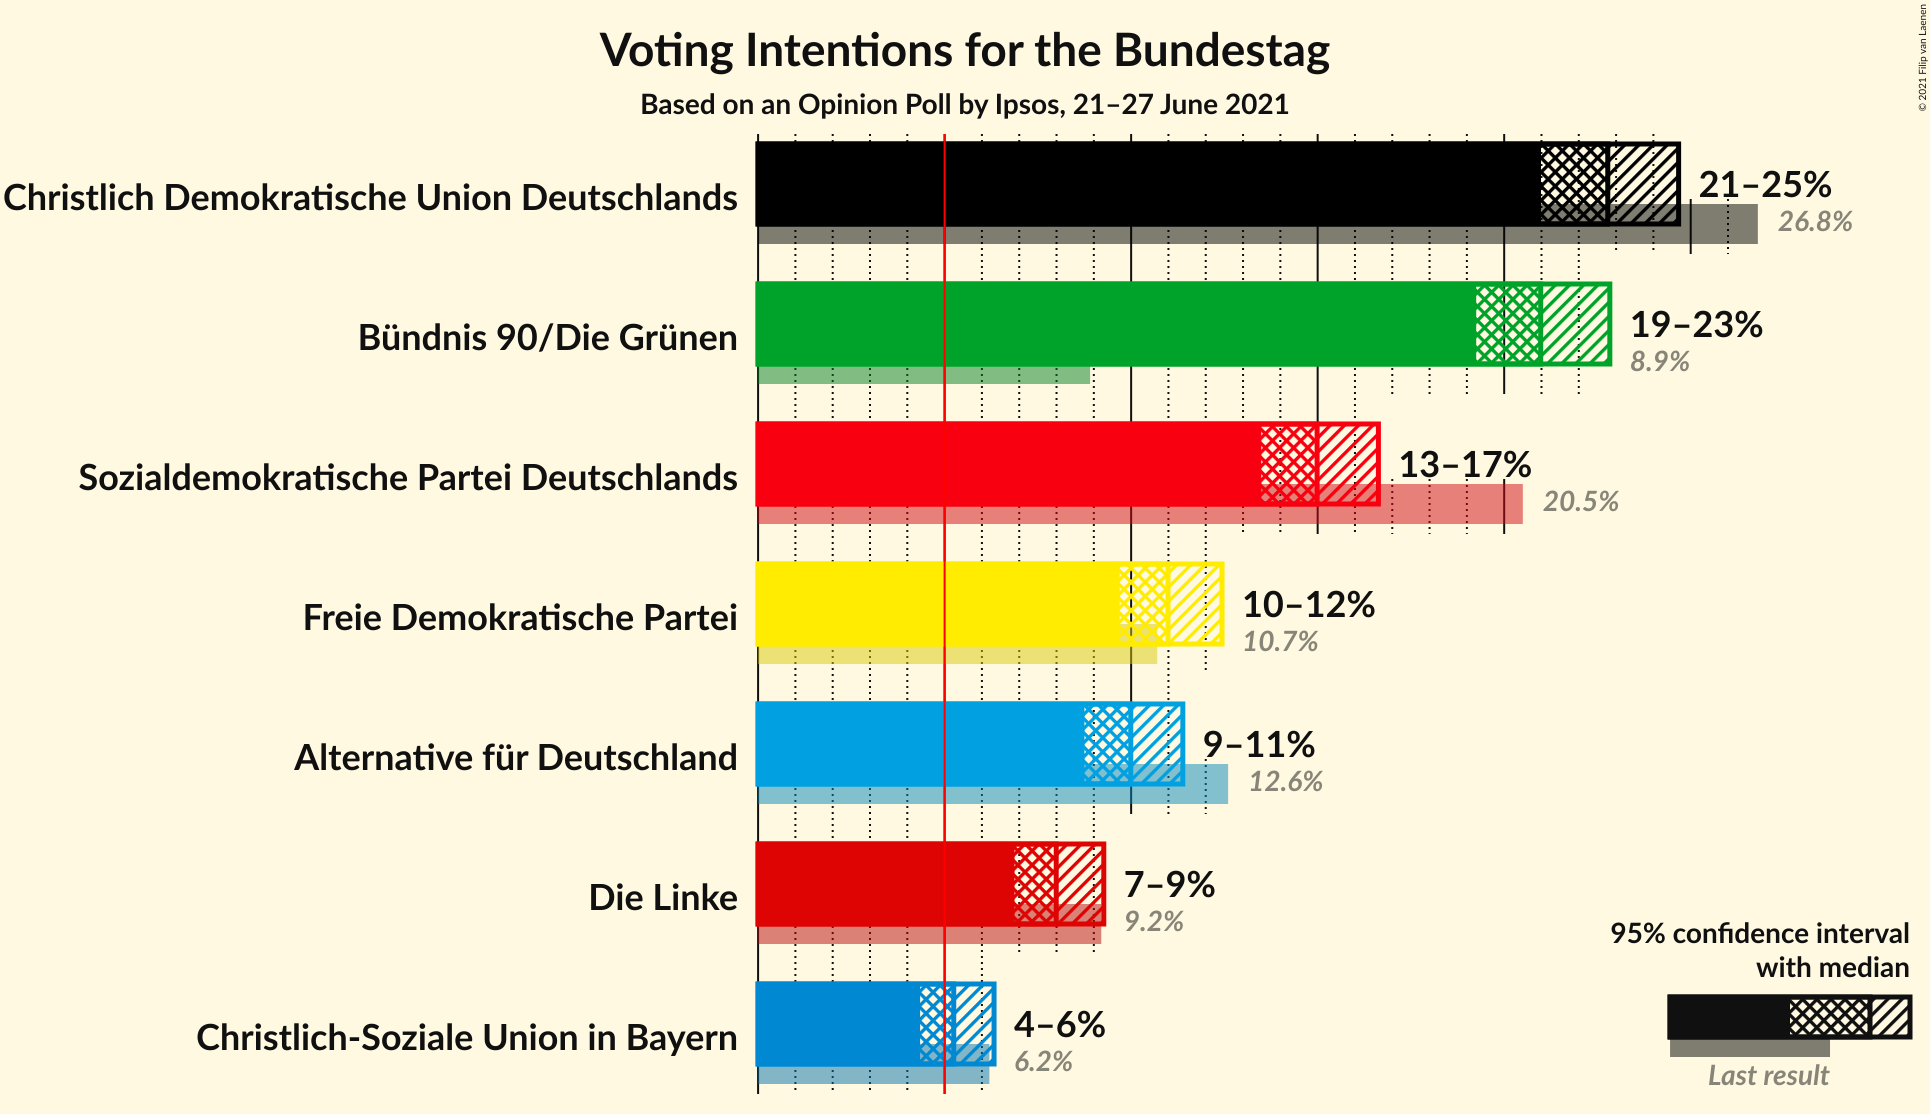 Voting Intentions for the Bundestag
Based on an Opinion Poll by Ipsos, 21–27 June 2021
© 2021 Filip van Laenen
Christlich Demokratische Union Deutschlands
21–25%
26.8%
Bündnis 90/Die Grünen
19–23%
8.9%
Sozialdemokratische Partei Deutschlands
13–17%
20.5%
Freie Demokratische Partei
10–12%
10.7%
Alternative für Deutschland
9–11%
12.6%
Die Linke
7–9%
9.2%
Christlich-Soziale Union in Bayern
4–6%
6.2%
95% confidence interval
with median
Last result